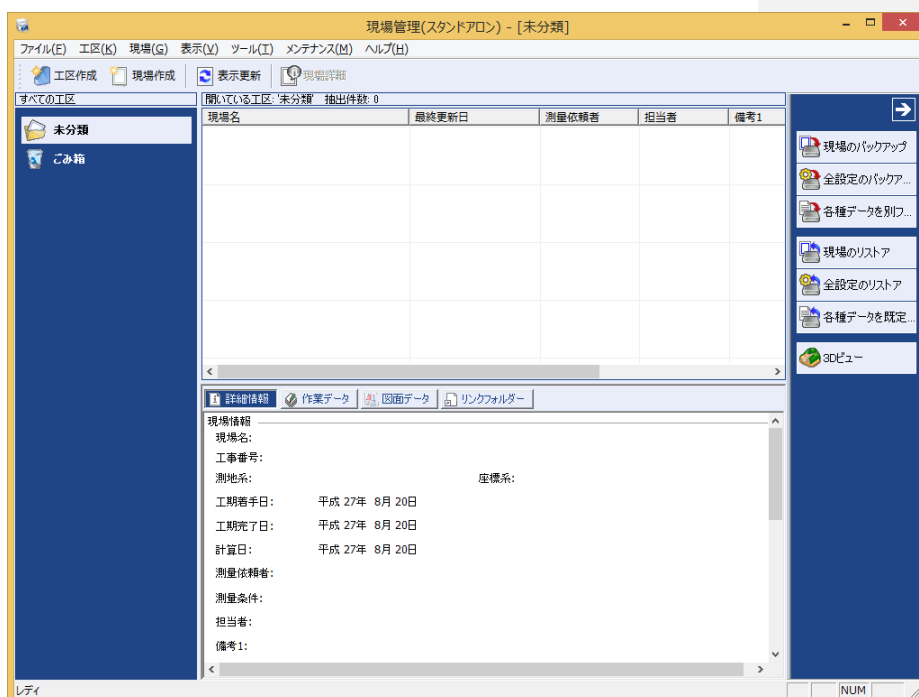 現場管理(スタンドアロン) - [未分類]
ファイル(F) 工区(K) 現場(G) 表示(V) ツール(T) メンテナンス(M) ヘルプ(H)
工区作成 現場作成 表示更新 現場詳細
すべての工区
開いている工区: '未分類' 抽出件数: 0
未分類
ごみ箱
現場名 最終更新日 測量依頼者 担当者 備考1
現場のバックアップ
全設定のバックア...
各種データを別フ...
現場のリストア
全設定のリストア
各種データを既定...
3Dビュー
詳細情報 作業データ 図面データ リンクフォルダー
現場情報
現場名:
工事番号:
測地系: 座標系:
工期着手日: 平成 27年 8月 20日
工期完了日: 平成 27年 8月 20日
計算日: 平成 27年 8月 20日
測量依頼者:
測量条件:
担当者:
備考1:
レディ NUM